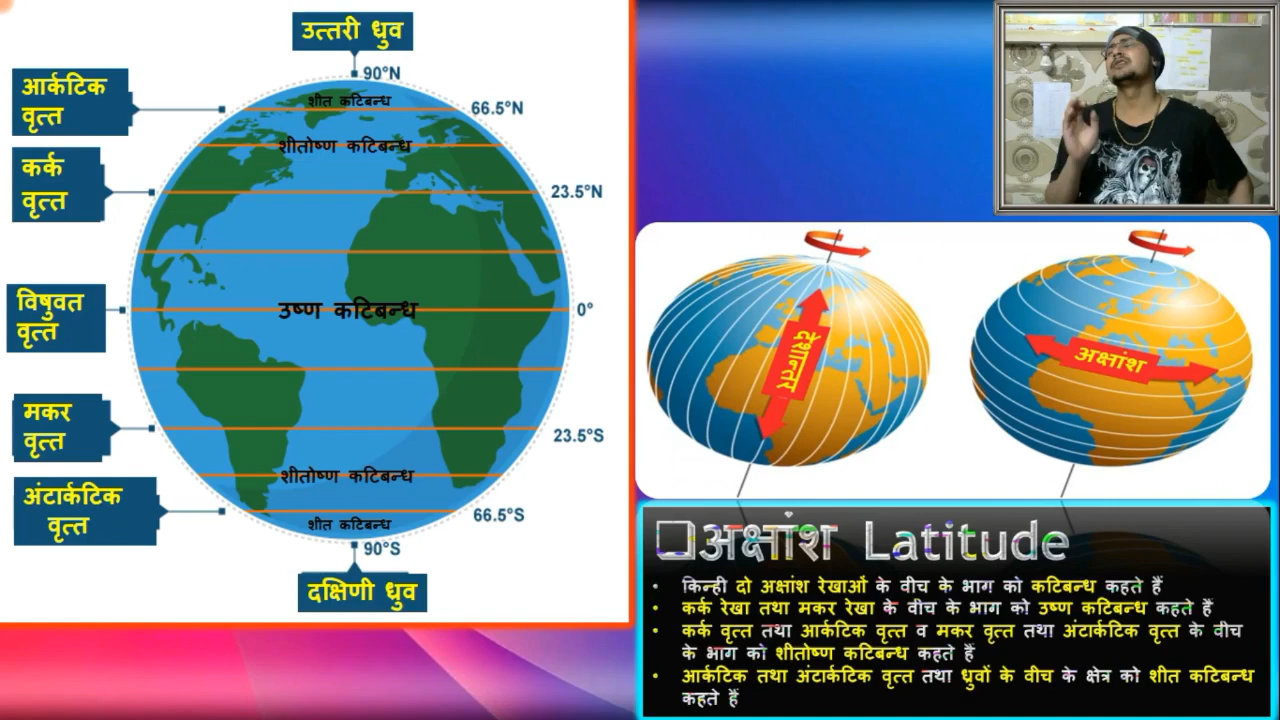 उत्तरी ध्रुव
90°N
आर्कटिक
वृत्त
शीत कटिबन्ध
66.5°N
शीतोष्ण कटिबन्ध
कर्क
वृत्त
23.5°N
विषुवत
वृत्त
उष्ण कटिबन्ध
0°
मकर
वृत्त
23.5°S
शीतोष्ण कटिबन्ध
अंटार्कटिक
वृत्त
66.5°S
शीत कटिबन्ध
90°S
दक्षिणी ध्रुव
देशान्तर
अक्षांश
अक्षांश Latitude
• किन्ही दो अक्षांश रेखाओं के वीच के भाग को कटिबन्ध कहते हैं
• कर्क रेखा तथा मकर रेखा के वीच के भाग को उष्ण कटिबन्ध कहते हैं
• कर्क वृत्त तथा आर्कटिक वृत्त व मकर वृत्त तथा अंटार्कटिक वृत्त के वीच
के भाग को शीतोष्ण कटिबन्ध कहते हैं
• आर्कटिक तथा अंटार्कटिक वृत्त तथा ध्रुवों के वीच के क्षेत्र को शीत कटिबन्ध
कहते हैं